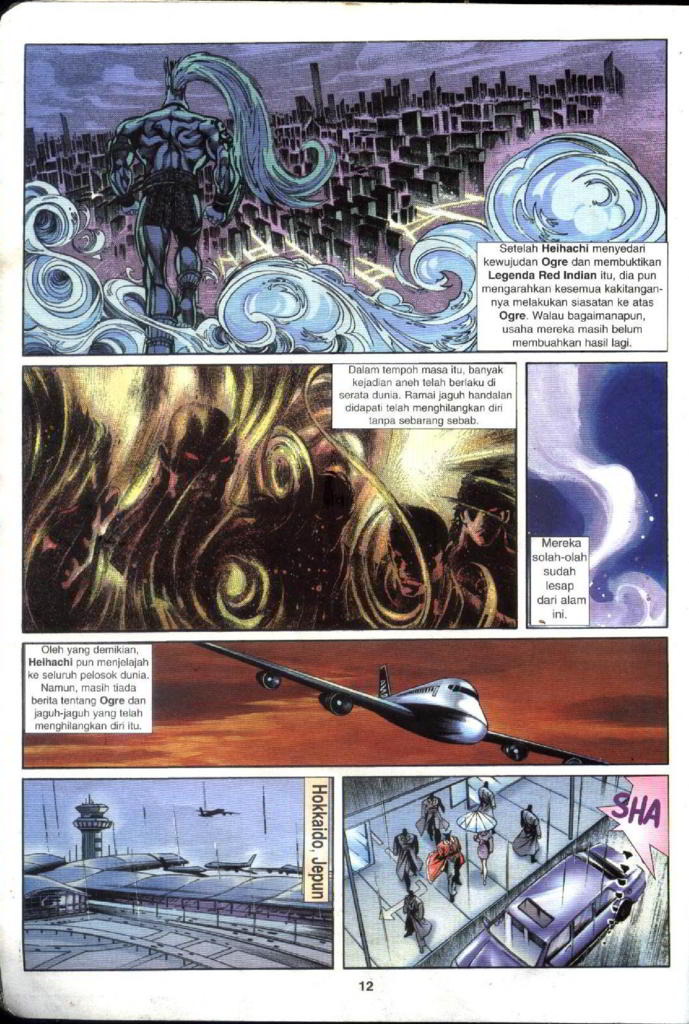 Setelah Heihachi menyedari
kewujudan Ogre dan membuktikan
Legenda Red Indian itu, dia pun
mengarahkan kesemua kakitangan-
nya melakukan siasatan ke atas
Ogre. Walau bagaimanapun,
usaha mereka masih belum
membuahkan hasil lagi.
Dalam tempoh masa itu, banyak
kejadian aneh telah berlaku di
serata dunia. Ramai jaguh handalan
didapati telah menghilangkan diri
tanpa sebarang sebab.
Mereka
solah-olah
sudah
lesap
dari alam
ini.
Oleh yang demikian,
Heihachi pun menjelajah
ke seluruh pelosok dunia.
Namun, masih tiada
berita tentang Ogre dan
jaguh-jaguh yang telah
menghilangkan diri itu.
Hokkaido, Jepun
SHA
12